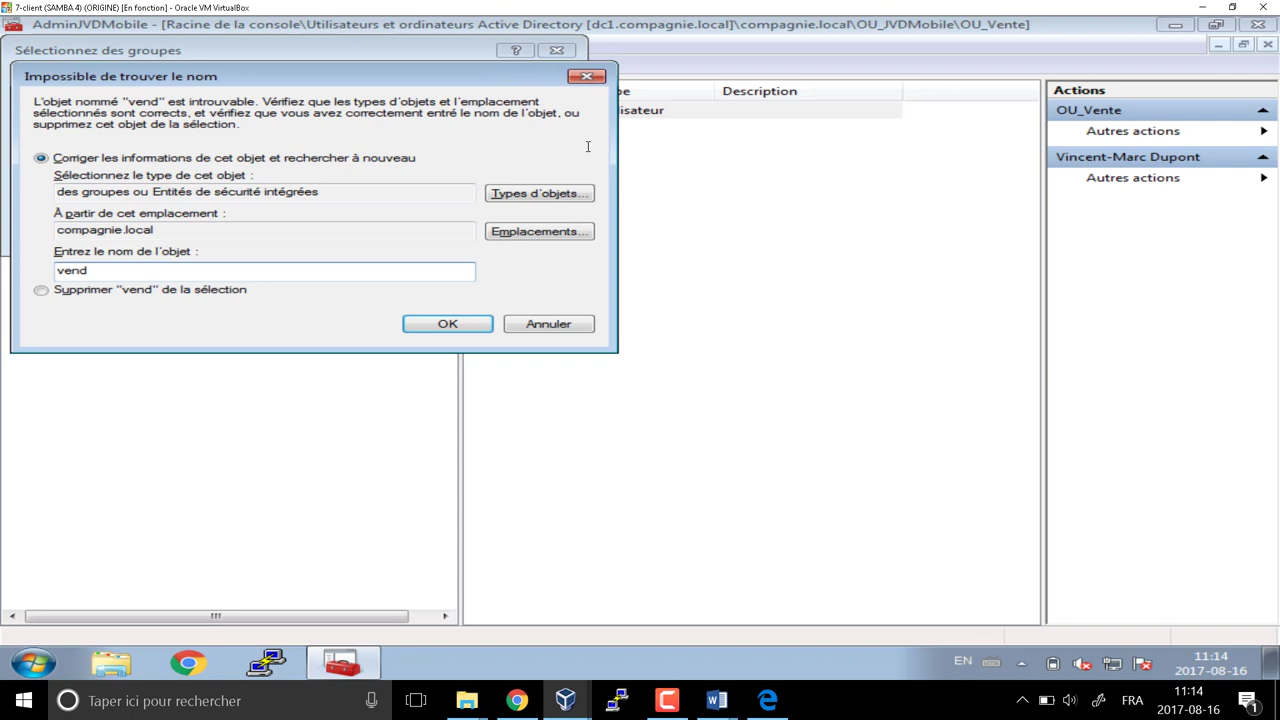 7-client (SAMBA 4) (ORIGINE) [En fonction] - Oracle VM VirtualBox
AdminJVDMobile - [Racine de la console\Utilisateurs et ordinateurs Active Directory [dc1.compagnie.local]\compagnie.local\OU_JVDMobile\OU_Vente]
Sélectionnez des groupes
Impossible de trouver le nom
L'objet nommé "vend" est introuvable. Vérifiez que les types d'objets et l'emplacement
sélectionnés sont corrects, et vérifiez que vous avez correctement entré le nom de l'objet, ou
supprimez cet objet de la sélection.
Corriger les informations de cet objet et rechercher à nouveau
Sélectionnez le type de cet objet :
des groupes ou Entités de sécurité intégrées
Types d'objets...
À partir de cet emplacement :
compagnie.local
Emplacements...
Entrez le nom de l'objet :
vend
Supprimer "vend" de la sélection
OK
Annuler
pe
Description
lisateur
Actions
OU_Vente
Autres actions
Vincent-Marc Dupont
Autres actions
EN
11:14
2017-08-16
Taper ici pour rechercher
FRA
11:14
2017-08-16
1